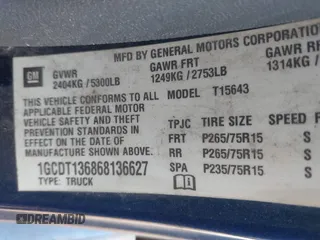 MFD BY GENERAL MOTORS CORPORATION
GM GVWR GAWR FRT GAWR RR
2404KG / 5300LB 1249KG / 2753LB 1314KG /
THIS VEHICLE CONFORMS TO ALL MODEL T15643
APPLICABLE FEDERAL MOTOR
VEHICLE SAFETY AND THEFT
PREVENTION STANDARDS IN EFFECT
ON THE DATE OF MANUFACTURE
SHOWN ABOVE.
TPJC TIRE SIZE SPEED
1GCDT136868136627 FRT P265/75R15 S
TYPE: TRUCK RR P265/75R15 S
SPA P235/75R15 S
DREAMBID